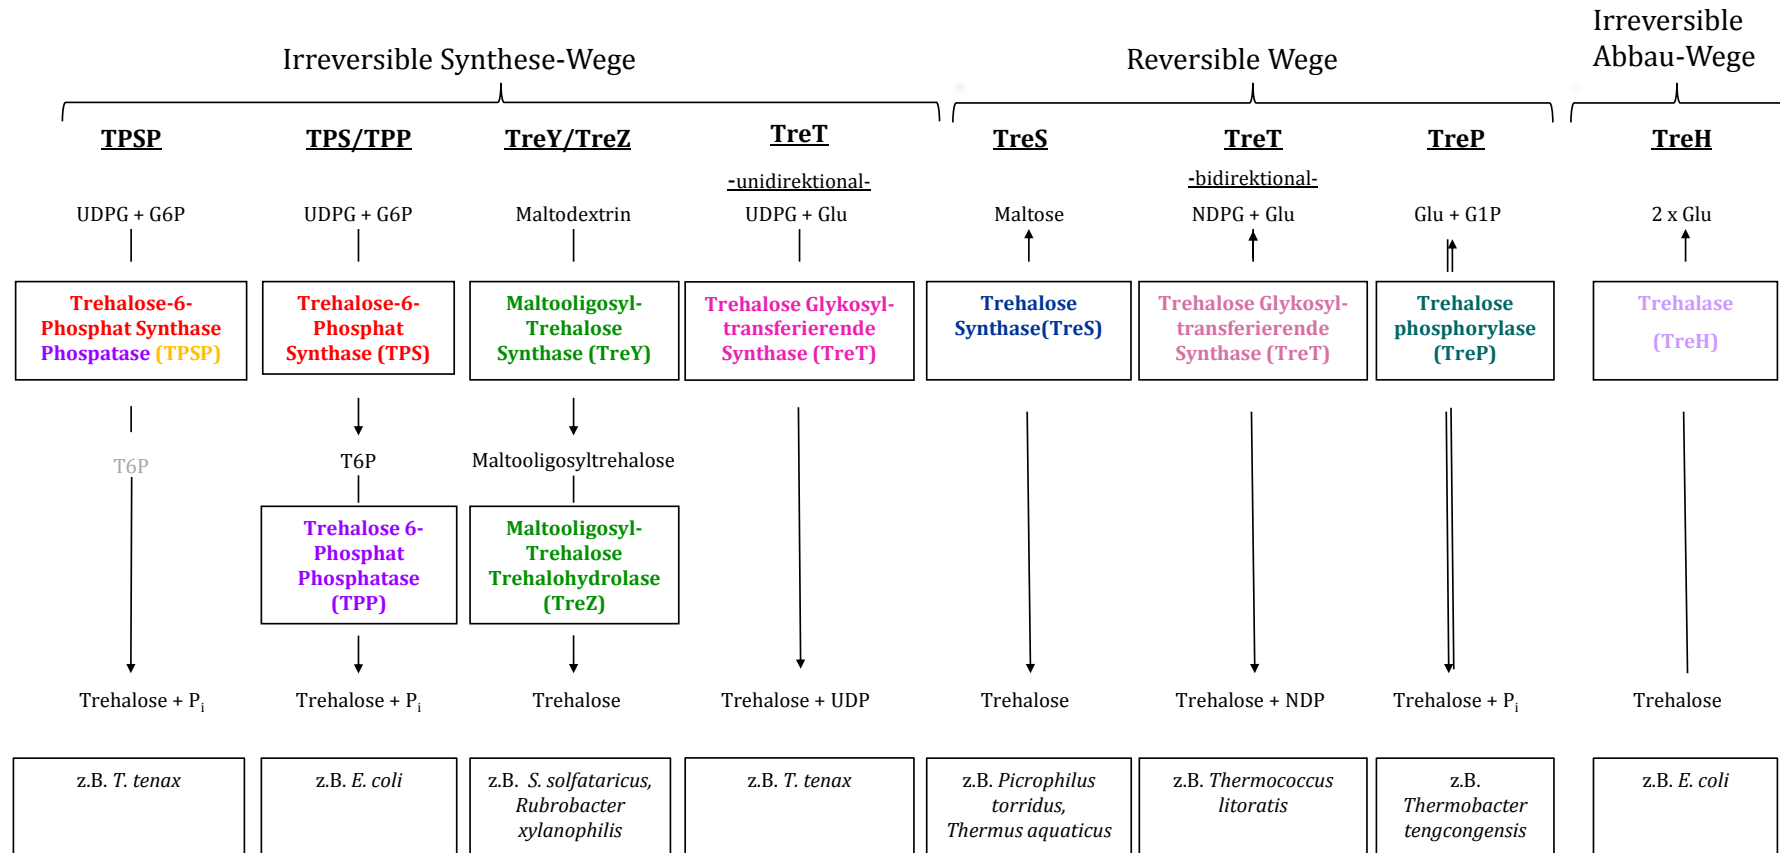 Irreversible Synthese-Wege
Reversible Wege
Irreversible
Abbau-Wege
TPSP
TPS/TPP
TreY/TreZ
TreT
-unidirektional-
TreS
TreT
-bidirektional-
TreP
TreH
UDPG + G6P
UDPG + G6P
Maltodextrin
UDPG + Glu
Maltose
NDPG + Glu
Glu + G1P
2 x Glu
Trehalose-6-
Phosphat Synthase
Phospatase (TPSP)
Trehalose-6-
Phosphat
Synthase (TPS)
Maltooligosyl-
Trehalose
Synthase (TreY)
Trehalose Glykosyl-
transferierende
Synthase (TreT)
Trehalose
Synthase(TreS)
Trehalose Glykosyl-
transferierende
Synthase (TreT)
Trehalose
phosphorylase
(TreP)
Trehalase
(TreH)
T6P
T6P
Maltooligosyltrehalose
Trehalose 6-
Phosphat
Phosphatase
(TPP)
Maltooligosyl-
Trehalose
Trehalohydrolase
(TreZ)
Trehalose + Pi
Trehalose + Pi
Trehalose
Trehalose + UDP
Trehalose
Trehalose + NDP
Trehalose + Pi
Trehalose
z.B. T. tenax
z.B. E. coli
z.B. S. solfataricus,
Rubrobacter
xylanophilis
z.B. T. tenax
z.B. Picrophilus
torridus,
Thermus aquaticus
z.B. Thermococcus
litoratis
z.B.
Thermobacter
tengcongensis
z.B. E. coli